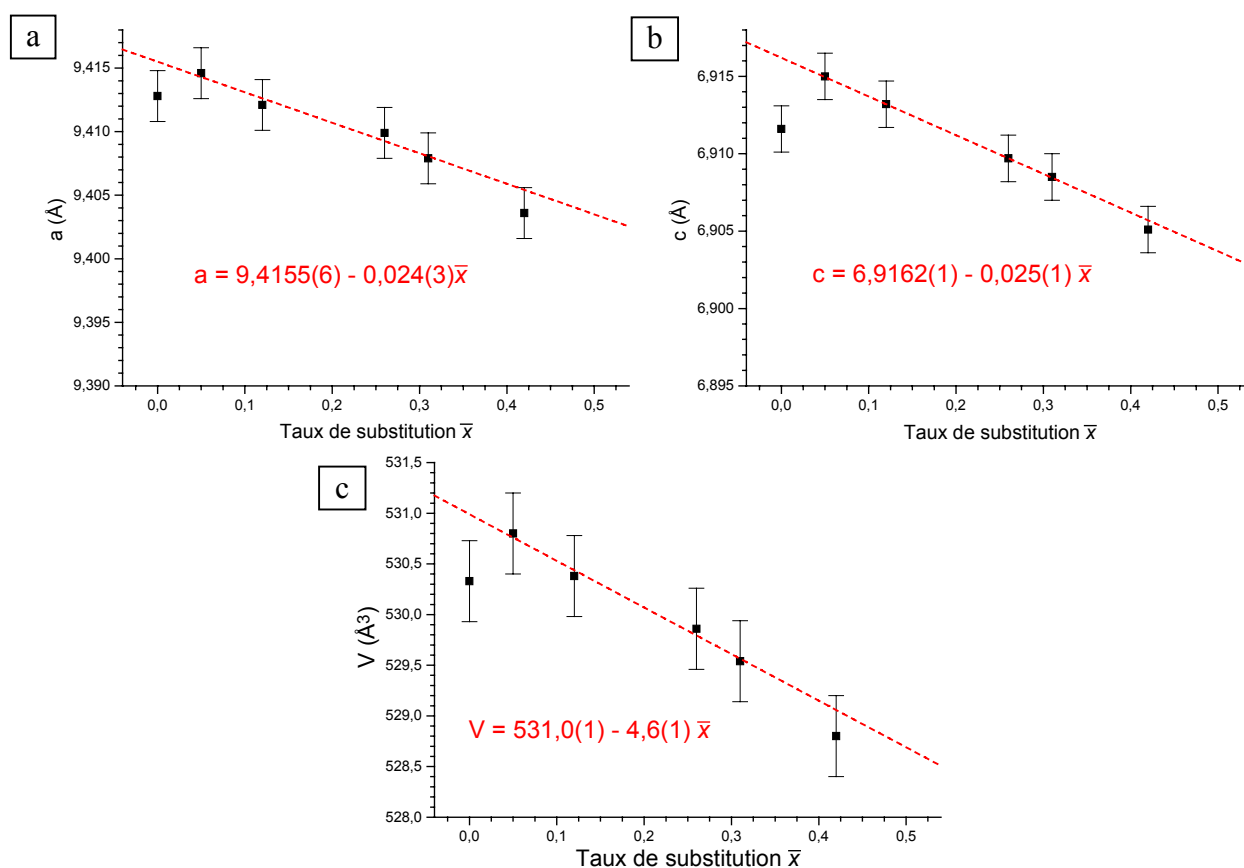 a
9,415
9,410
9,405
9,400
9,395
9,390
a (Å)
a = 9,4155(6) - 0,024(3)x̅
0,0 0,1 0,2 0,3 0,4 0,5
Taux de substitution x̅
b
6,915
6,910
6,905
6,900
6,895
c (Å)
c = 6,9162(1) - 0,025(1) x̅
0,0 0,1 0,2 0,3 0,4 0,5
Taux de substitution x̅
c
531,5
531,0
530,5
530,0
529,5
529,0
528,5
528,0
V (Å³)
V = 531,0(1) - 4,6(1) x̅
0,0 0,1 0,2 0,3 0,4 0,5
Taux de substitution x̅